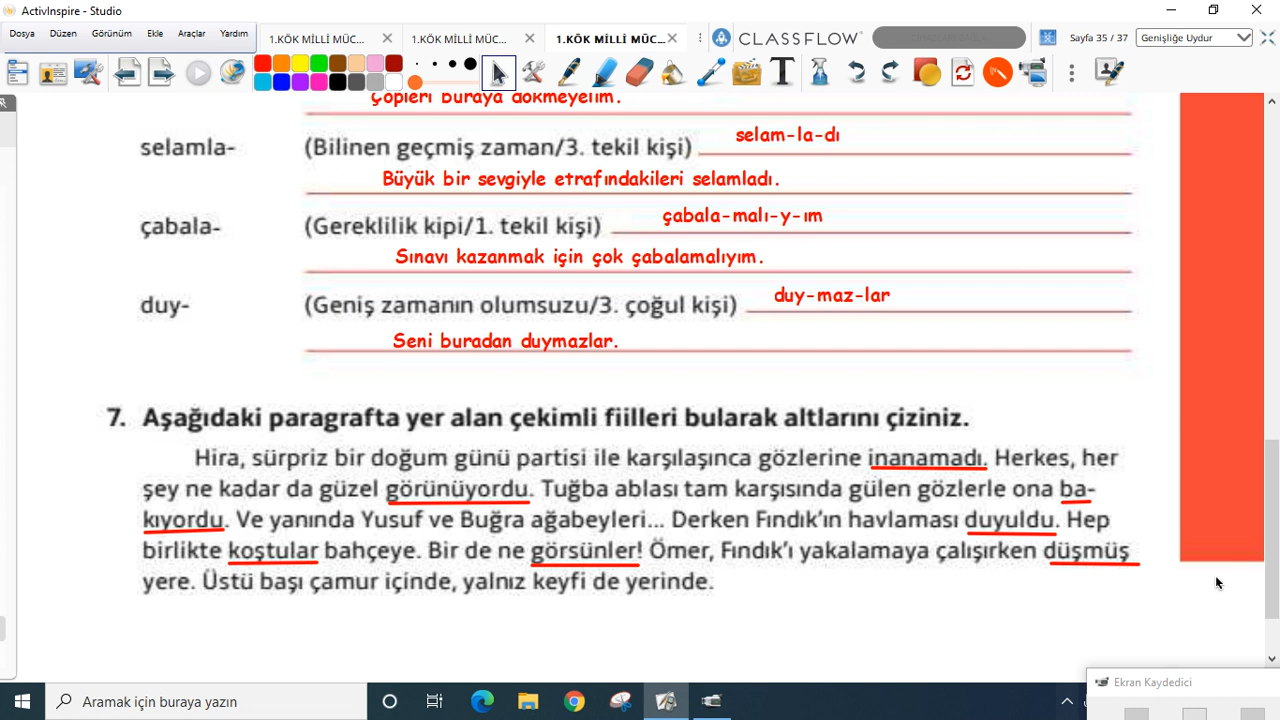 ActivInspire - Studio
Dosya Düzen Görünüm Ekle Araçlar Yardım
1.KÖK MİLLİ MÜC... 1.KÖK MİLLİ MÜC... 1.KÖK MİLLİ MÜC...
CLASSFLOW
Sayfa 35 / 37 Genişliğe Uydur
Çöpleri buraya dökmeyelim.
selamla- (Bilinen geçmiş zaman/3. tekil kişi) selam-la-dı
Büyük bir sevgiyle etrafındakileri selamladı.
çabala- (Gereklilik kipi/1. tekil kişi) çabala-malı-y-ım
Sınavı kazanmak için çok çabalamalıyım.
duy- (Geniş zamanın olumsuzu/3. çoğul kişi) duy-maz-lar
Seni buradan duymazlar.
7. Aşağıdaki paragrafta yer alan çekimli fiilleri bularak altlarını çiziniz.
Hira, sürpriz bir doğum günü partisi ile karşılaşınca gözlerine inanamadı. Herkes, her
şey ne kadar da güzel görünüyordu. Tuğba ablası tam karşısında gülen gözlerle ona ba-
kıyordu. Ve yanında Yusuf ve Buğra ağabeyleri... Derken Fındık'ın havlaması duyuldu. Hep
birlikte koştular bahçeye. Bir de ne görsünler! Ömer, Fındık'ı yakalamaya çalışırken düşmüş
yere. Üstü başı çamur içinde, yalnız keyfi de yerinde.
Ekran Kaydedici
Aramak için buraya yazın